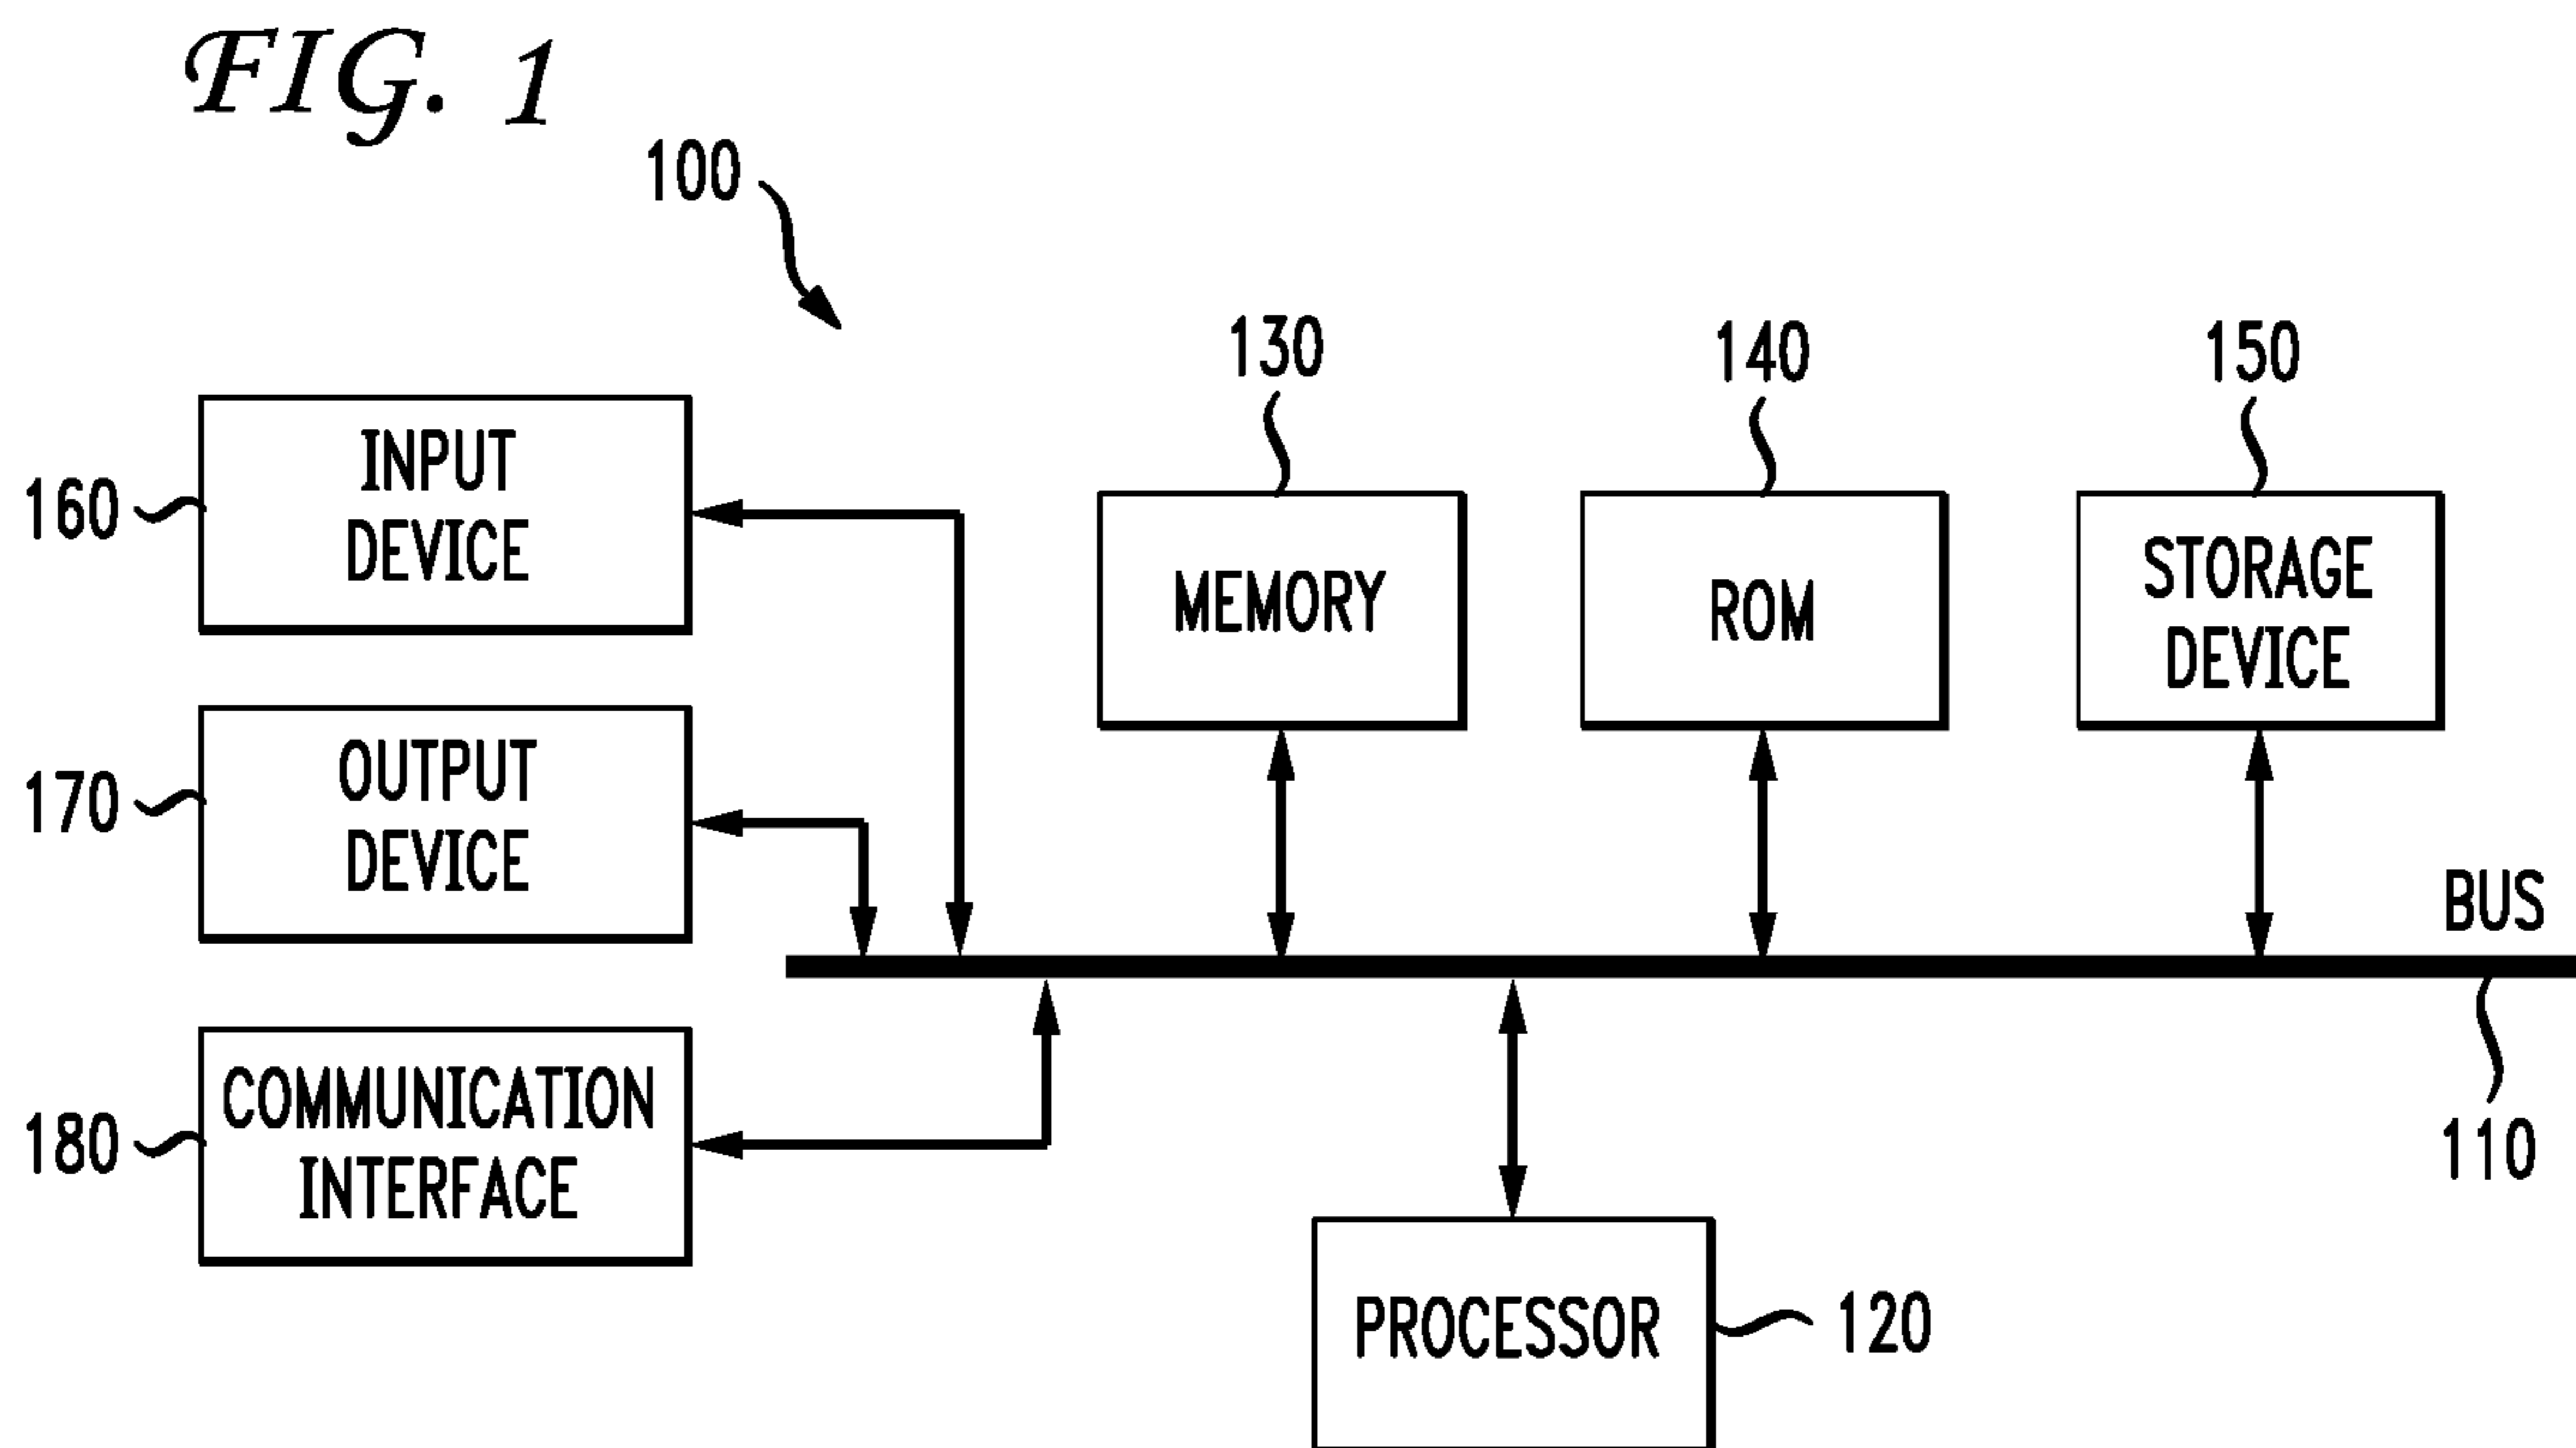 FIG. 1
100
130
140
150
160
INPUT
DEVICE
MEMORY
ROM
STORAGE
DEVICE
170
OUTPUT
DEVICE
BUS
110
180
COMMUNICATION
INTERFACE
PROCESSOR
120